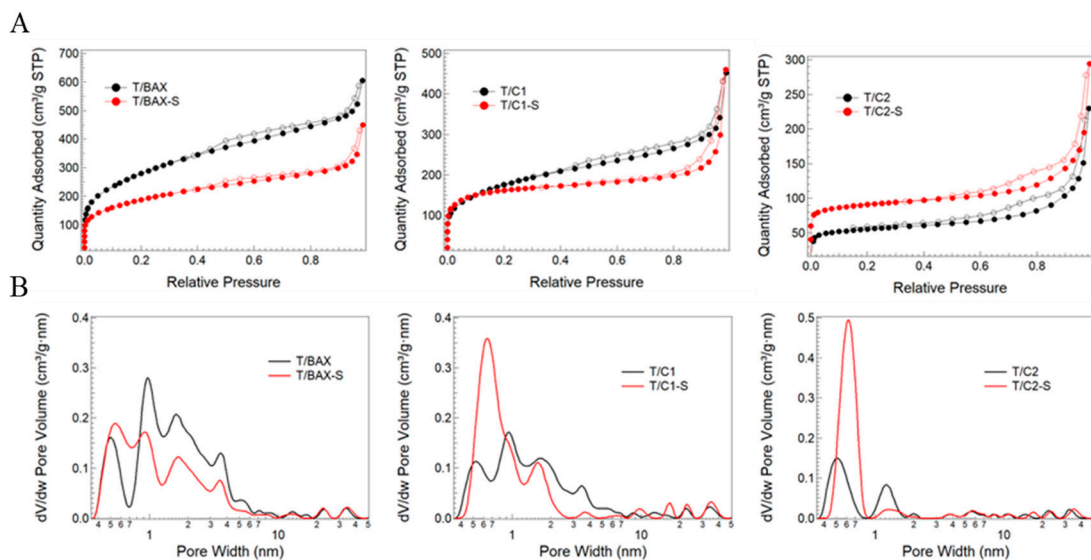 A
Quantity Adsorbed (cm³/g STP)
700
600
500
400
300
200
100
T/BAX
T/BAX-S
0.0 0.2 0.4 0.6 0.8
Relative Pressure
Quantity Adsorbed (cm³/g STP)
500
400
300
200
100
T/C1
T/C1-S
0.0 0.2 0.4 0.6 0.8
Relative Pressure
Quantity Adsorbed (cm³/g STP)
300
250
200
150
100
50
T/C2
T/C2-S
0.0 0.2 0.4 0.6 0.8 1
Relative Pressure
B
dV/dw Pore Volume (cm³/g·nm)
0.4
0.3
0.2
0.1
0.0
T/BAX
T/BAX-S
4 5 6 7 2 3 4 5 6 7 2 3 4 5
1 10
Pore Width (nm)
dV/dw Pore Volume (cm³/g·nm)
0.4
0.3
0.2
0.1
0.0
T/C1
T/C1-S
4 5 6 7 2 3 4 5 6 7 2 3 4 5
1 10
Pore Width (nm)
dV/dw Pore Volume (cm³/g·nm)
0.5
0.4
0.3
0.2
0.1
0.0
T/C2
T/C2-S
4 5 6 7 2 3 4 5 6 7 2 3 4
1 10
Pore Width (nm)